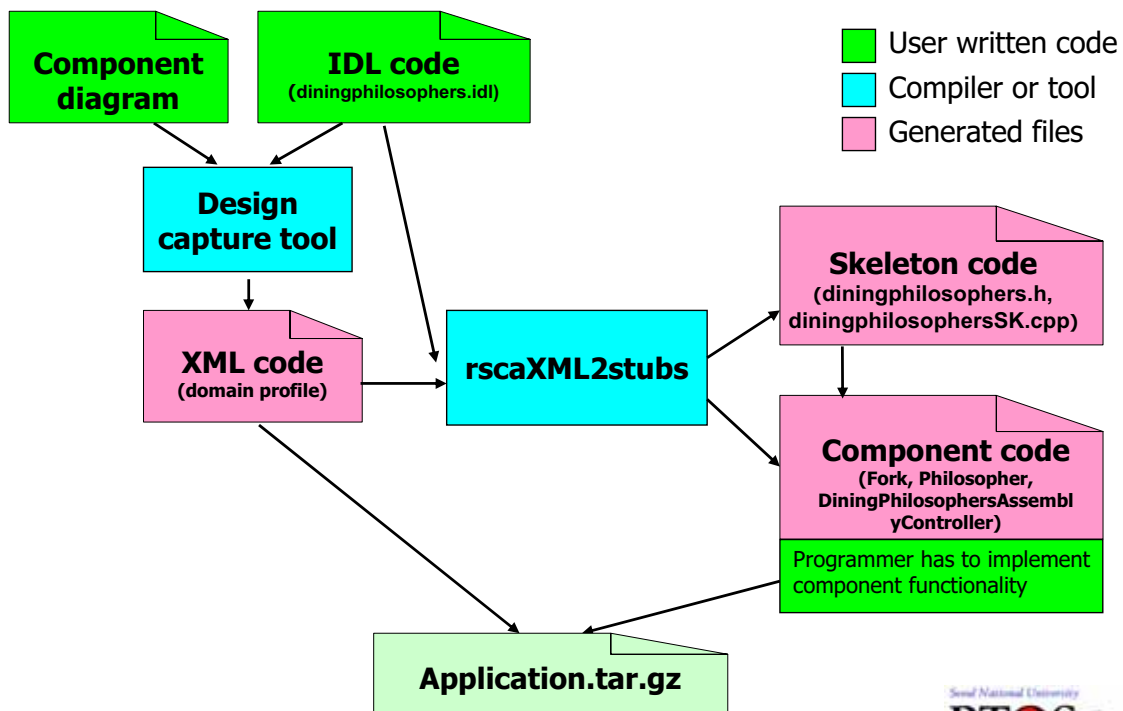 Component
diagram
IDL code
(diningphilosophers.idl)
User written code
Compiler or tool
Generated files
Design
capture tool
Skeleton code
(diningphilosophers.h,
diningphilosophersSK.cpp)
XML code
(domain profile)
rscaXML2stubs
Component code
(Fork, Philosopher,
DiningPhilosophersAssembl
yController)
Programmer has to implement
component functionality
Application.tar.gz
Seoul National University